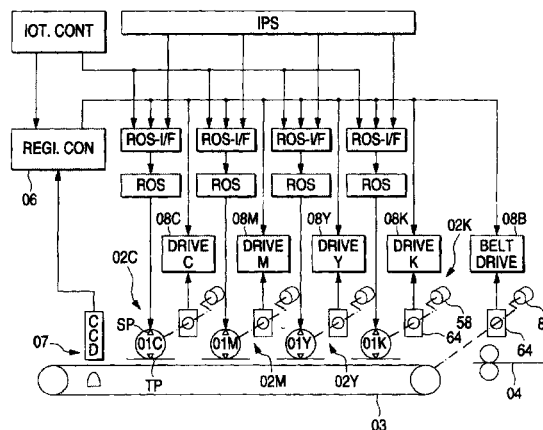 IOT. CONT
IPS
REGI. CON
06
ROS-I/F
ROS-I/F
ROS-I/F
ROS-I/F
ROS
ROS
ROS
ROS
08C
08M
08Y
08K
08B
02C
02K
DRIVE C
DRIVE M
DRIVE Y
DRIVE K
BELT DRIVE
SP
CCD
07
01C
01M
01Y
01K
58
64
8
64
TP
02M
02Y
04
03